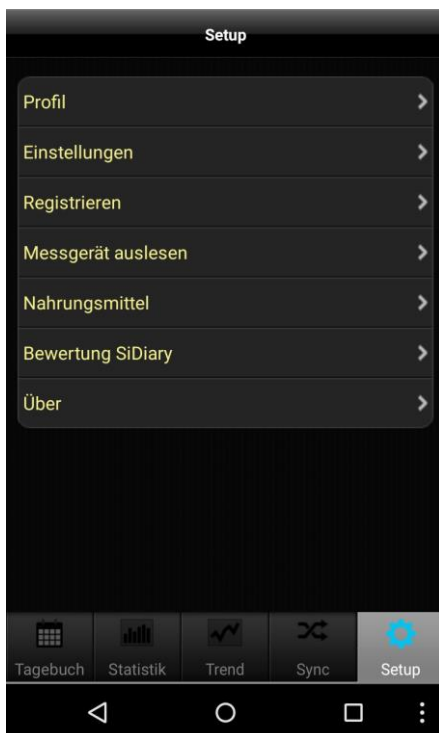 Setup
Profil
Einstellungen
Registrieren
Messgerät auslesen
Nahrungsmittel
Bewertung SiDiary
Über
Tagebuch Statistik Trend Sync Setup